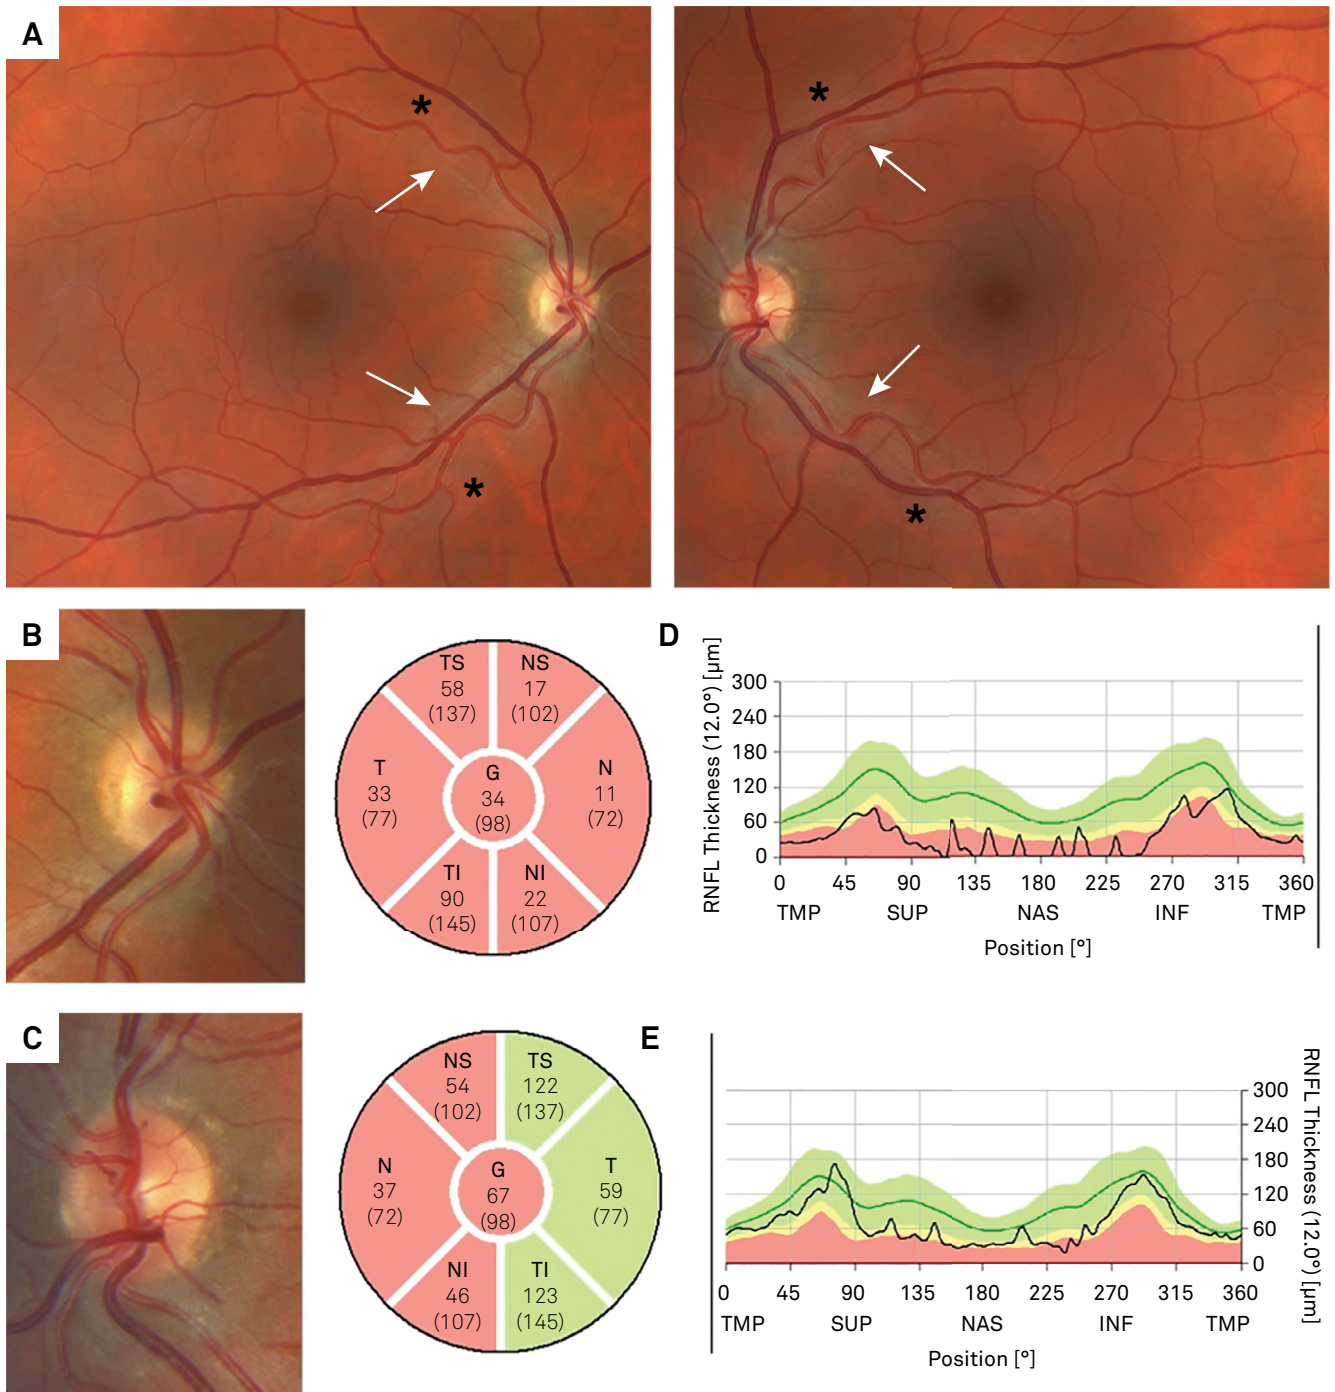 A
*
*
*
*
B
TS
58
(137)
NS
17
(102)
T
33
(77)
G
34
(98)
N
11
(72)
TI
90
(145)
NI
22
(107)
D
RNFL Thickness (12.0°) [µm]
300
240
180
120
60
0
0 45 90 135 180 225 270 315 360
TMP SUP NAS INF TMP
Position [°]
C
NS
54
(102)
TS
122
(137)
N
37
(72)
G
67
(98)
T
59
(77)
NI
46
(107)
TI
123
(145)
E
300
240
180
120
60
0
RNFL Thickness (12.0°) [µm]
0 45 90 135 180 225 270 315 360
TMP SUP NAS INF TMP
Position [°]